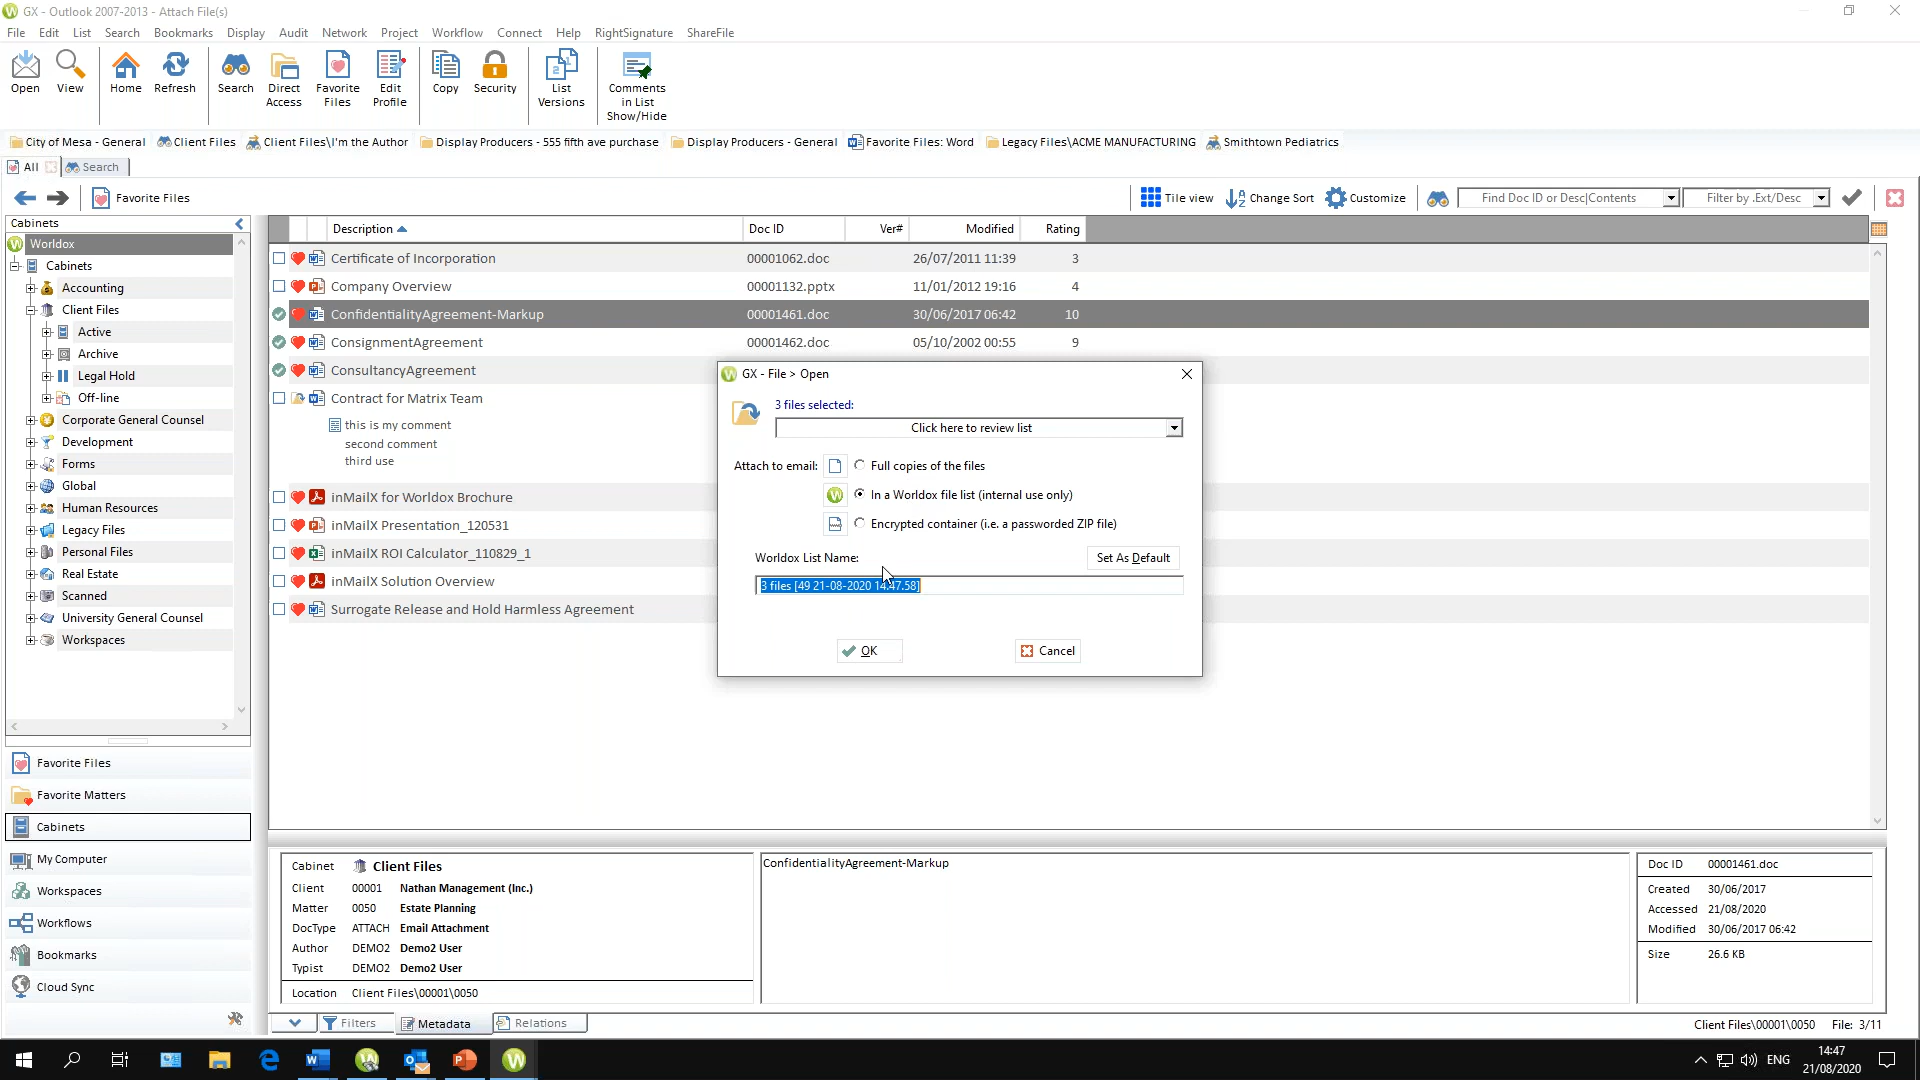 GX - Outlook 2007-2013 - Attach File(s)
File Edit List Search Bookmarks Display Audit Network Project Workflow Connect Help RightSignature ShareFile
Open View Home Refresh Search Direct Access Favorite Files Edit Profile Copy Security List Versions Comments in List Show/Hide
City of Mesa - General Client Files Client Files\I'm the Author Display Producers - 555 fifth ave purchase Display Producers - General Favorite Files: Word Legacy Files\ACME MANUFACTURING Smithtown Pediatrics
All Search
Favorite Files Tile view Change Sort Customize Find Doc ID or Desc|Contents Filter by .Ext/Desc
Cabinets
Worldox
Cabinets
Accounting
Client Files
Active
Archive
Legal Hold
Off-line
Corporate General Counsel
Development
Forms
Global
Human Resources
Legacy Files
Personal Files
Real Estate
Scanned
University General Counsel
Workspaces
Favorite Files
Favorite Matters
Cabinets
My Computer
Workspaces
Workflows
Bookmarks
Cloud Sync
Description Doc ID Ver# Modified Rating
Certificate of Incorporation 00001062.doc 26/07/2011 11:39 3
Company Overview 00001132.pptx 11/01/2012 19:16 4
ConfidentialityAgreement-Markup 00001461.doc 30/06/2017 06:42 10
ConsignmentAgreement 00001462.doc 05/10/2002 00:55 9
ConsultancyAgreement
Contract for Matrix Team
this is my comment
second comment
third use
inMailX for Worldox Brochure
inMailX Presentation_120531
inMailX ROI Calculator_110829_1
inMailX Solution Overview
Surrogate Release and Hold Harmless Agreement
GX - File > Open
3 files selected:
Click here to review list
Attach to email: Full copies of the files
In a Worldox file list (internal use only)
Encrypted container (i.e. a passworded ZIP file)
Worldox List Name: Set As Default
3 files [49 21-08-2020 14.47.58]
OK Cancel
Cabinet Client Files
Client 00001 Nathan Management (Inc.)
Matter 0050 Estate Planning
DocType ATTACH Email Attachment
Author DEMO2 Demo2 User
Typist DEMO2 Demo2 User
Location Client Files\00001\0050
ConfidentialityAgreement-Markup
Doc ID 00001461.doc
Created 30/06/2017
Accessed 21/08/2020
Modified 30/06/2017 06:42
Size 26.6 KB
Filters Metadata Relations
Client Files\00001\0050 File: 3/11
ENG 14:47
21/08/2020